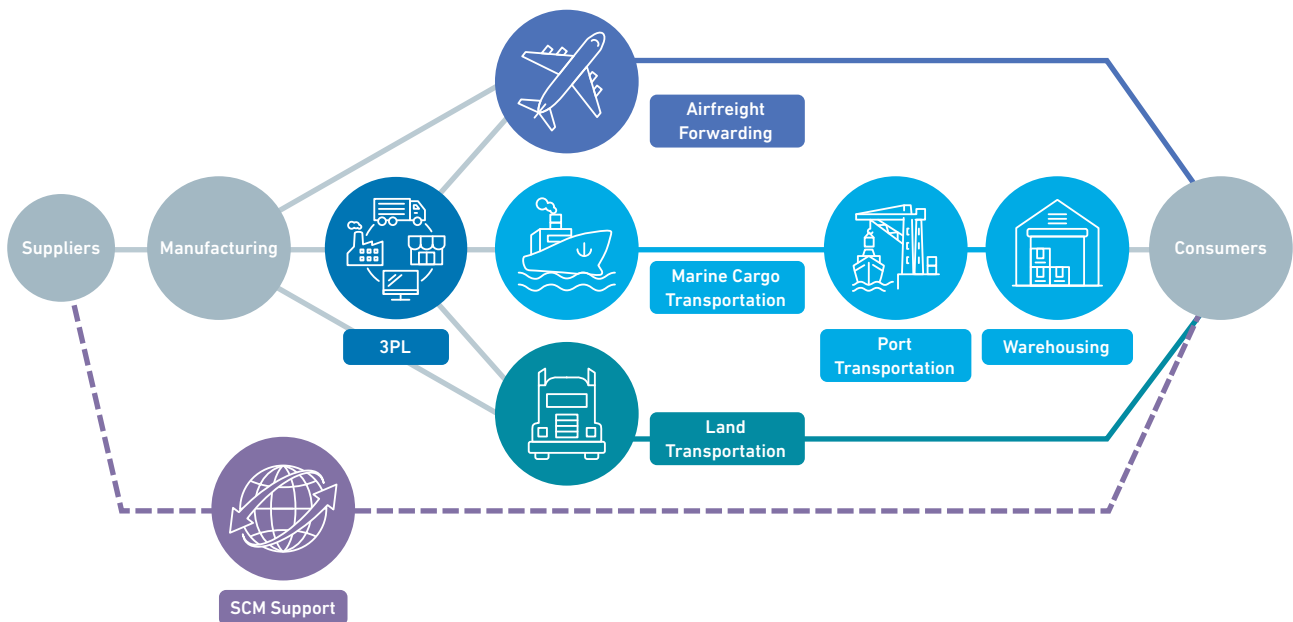 Airfreight
Forwarding
Suppliers
Manufacturing
Consumers
Marine Cargo
Transportation
3PL
Port
Transportation
Warehousing
Land
Transportation
SCM Support